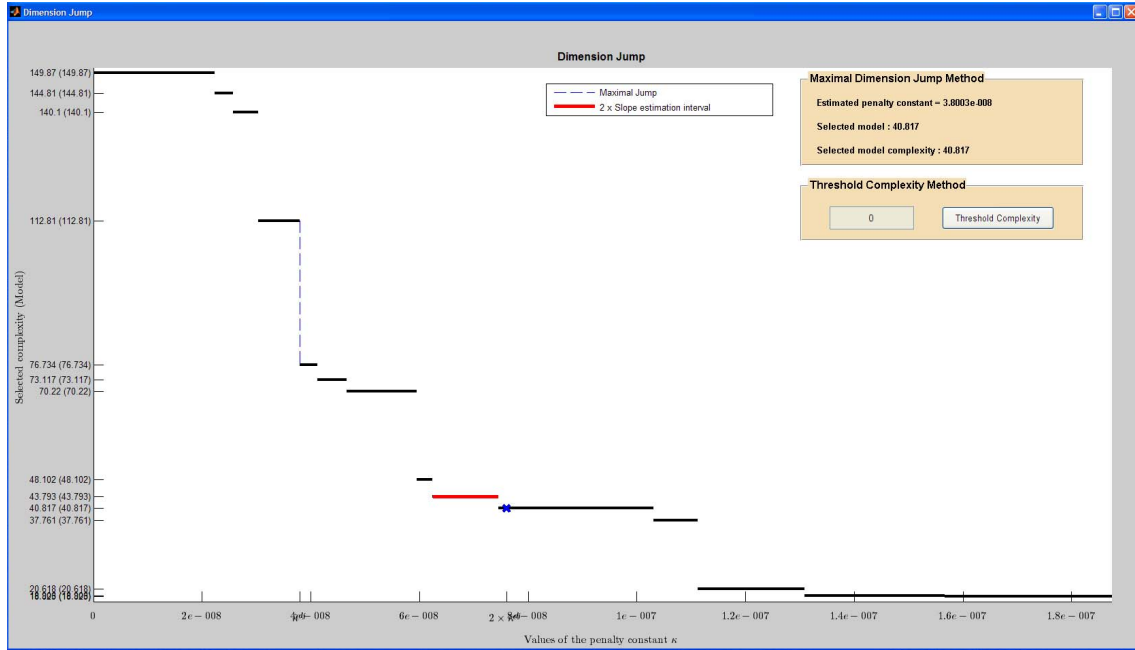 Dimension Jump
Dimension Jump
149.87 (149.87)
144.81 (144.81)
140.1 (140.1)
112.81 (112.81)
76.734 (76.734)
73.117 (73.117)
70.22 (70.22)
48.102 (48.102)
43.793 (43.793)
40.817 (40.817)
37.761 (37.761)
20.618 (20.618)
Selected complexity (Model)
Maximal Jump
2 x Slope estimation interval
Maximal Dimension Jump Method
Estimated penalty constant = 3.8003e-008
Selected model : 40.817
Selected model complexity : 40.817
Threshold Complexity Method
0
Threshold Complexity
0
2e − 008
4e − 008
6e − 008
8e − 008
1e − 007
1.2e − 007
1.4e − 007
1.6e − 007
1.8e − 007
Values of the penalty constant κ